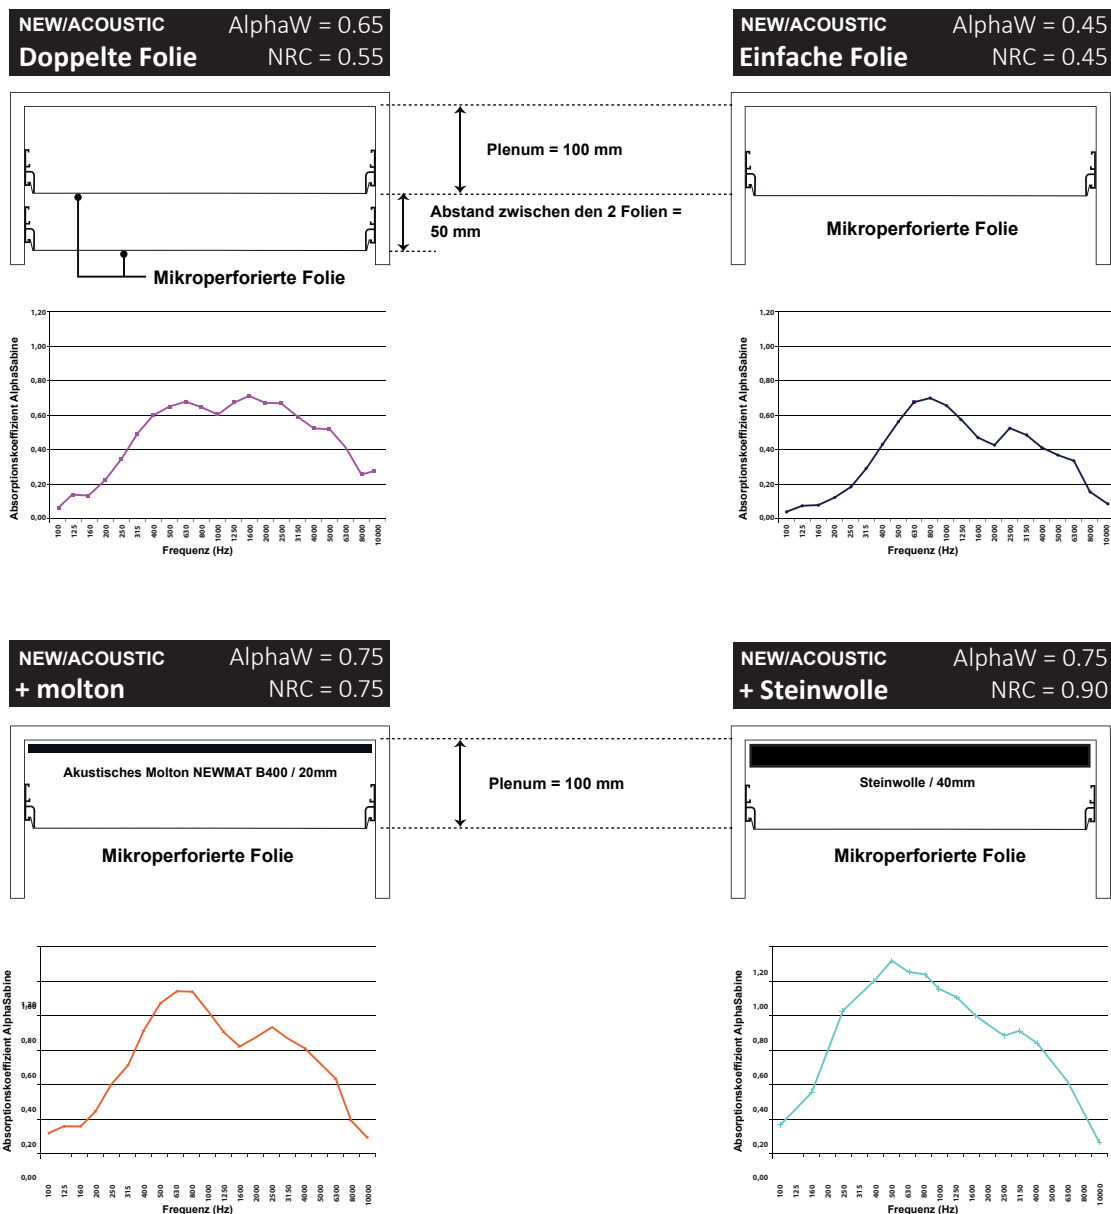 NEW/ACOUSTIC AlphaW = 0.65
Doppelte Folie NRC = 0.55
NEW/ACOUSTIC AlphaW = 0.45
Einfache Folie NRC = 0.45
Plenum = 100 mm
Abstand zwischen den 2 Folien =
50 mm
Mikroperforierte Folie
Mikroperforierte Folie
Absorptionskoeffizient AlphaSabine
1,20
1,00
0,80
0,60
0,40
0,20
0,00
100 125 160 200 250 315 400 500 630 800 1000 1250 1600 2000 2500 3150 4000 5000 6300 8000 10000
Frequenz (Hz)
Absorptionskoeffizient AlphaSabine
1,20
1,00
0,80
0,60
0,40
0,20
0,00
100 125 160 200 250 315 400 500 630 800 1000 1250 1600 2000 2500 3150 4000 5000 6300 8000 10000
Frequenz (Hz)
NEW/ACOUSTIC AlphaW = 0.75
+ molton NRC = 0.75
NEW/ACOUSTIC AlphaW = 0.75
+ Steinwolle NRC = 0.90
Akustisches Molton NEWMAT B400 / 20mm
Plenum = 100 mm
Steinwolle / 40mm
Mikroperforierte Folie
Mikroperforierte Folie
Absorptionskoeffizient AlphaSabine
1,20
1,00
0,80
0,60
0,40
0,20
0,00
100 125 160 200 250 315 400 500 630 800 1000 1250 1600 2000 2500 3150 4000 5000 6300 8000 10000
Frequenz (Hz)
Absorptionskoeffizient AlphaSabine
1,20
1,00
0,80
0,60
0,40
0,20
0,00
100 125 160 200 250 315 400 500 630 800 1000 1250 1600 2000 2500 3150 4000 5000 6300 8000 10000
Frequenz (Hz)